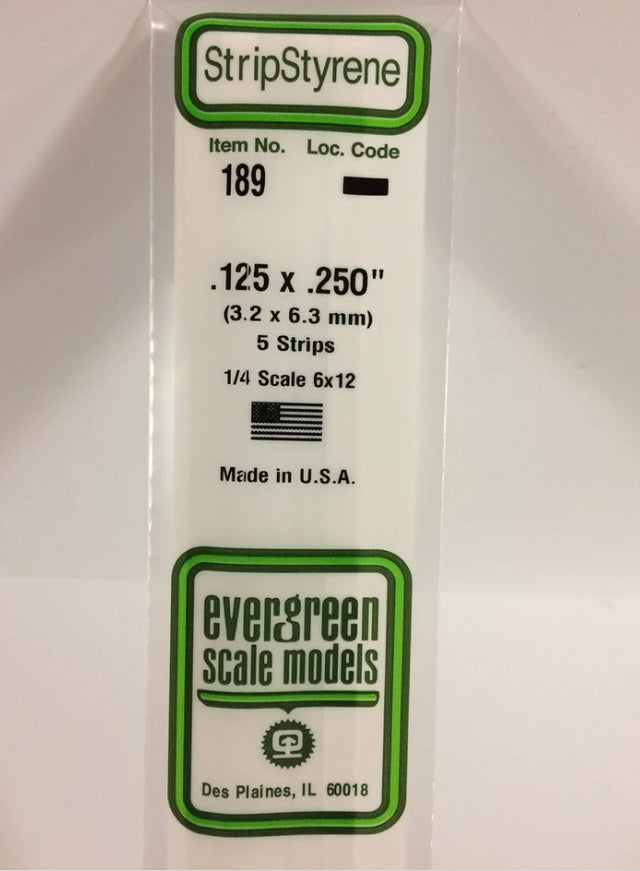 StripStyrene
Item No. Loc. Code
189
.125 x .250"
(3.2 x 6.3 mm)
5 Strips
1/4 Scale 6x12
Made in U.S.A.
evergreen
scale models
Des Plaines, IL 60018